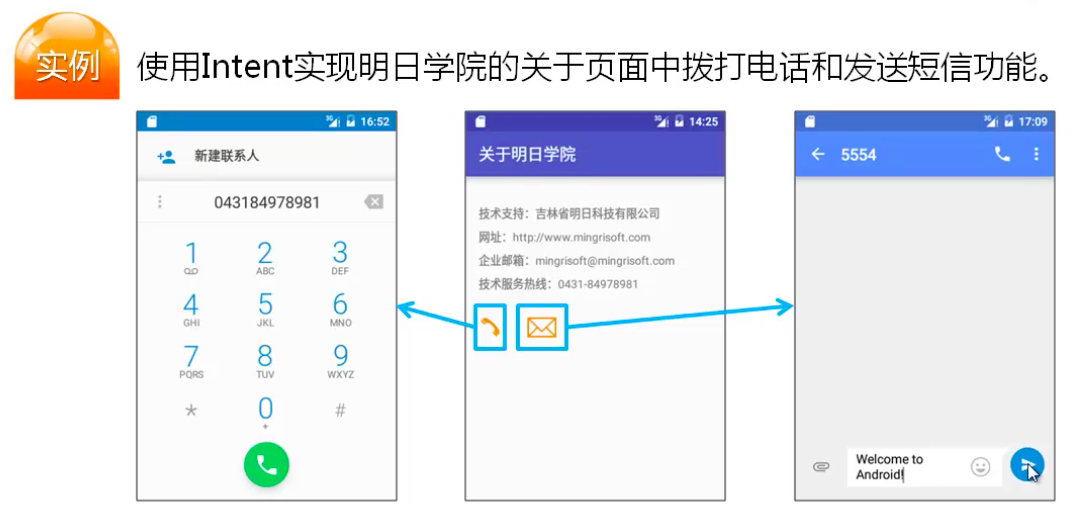 实例
使用Intent实现明日学院的关于页面中拨打电话和发送短信功能。
3G 16:52
新建联系人
043184978981
1
2 ABC
3 DEF
4 GHI
5 JKL
6 MNO
7 PQRS
8 TUV
9 WXYZ
*
0 +
#
3G 14:25
关于明日学院
技术支持：吉林省明日科技有限公司
网址：http://www.mingrisoft.com
企业邮箱：mingrisoft@mingrisoft.com
技术服务热线：0431-84978981
3G 17:09
5554
Welcome to
Android!